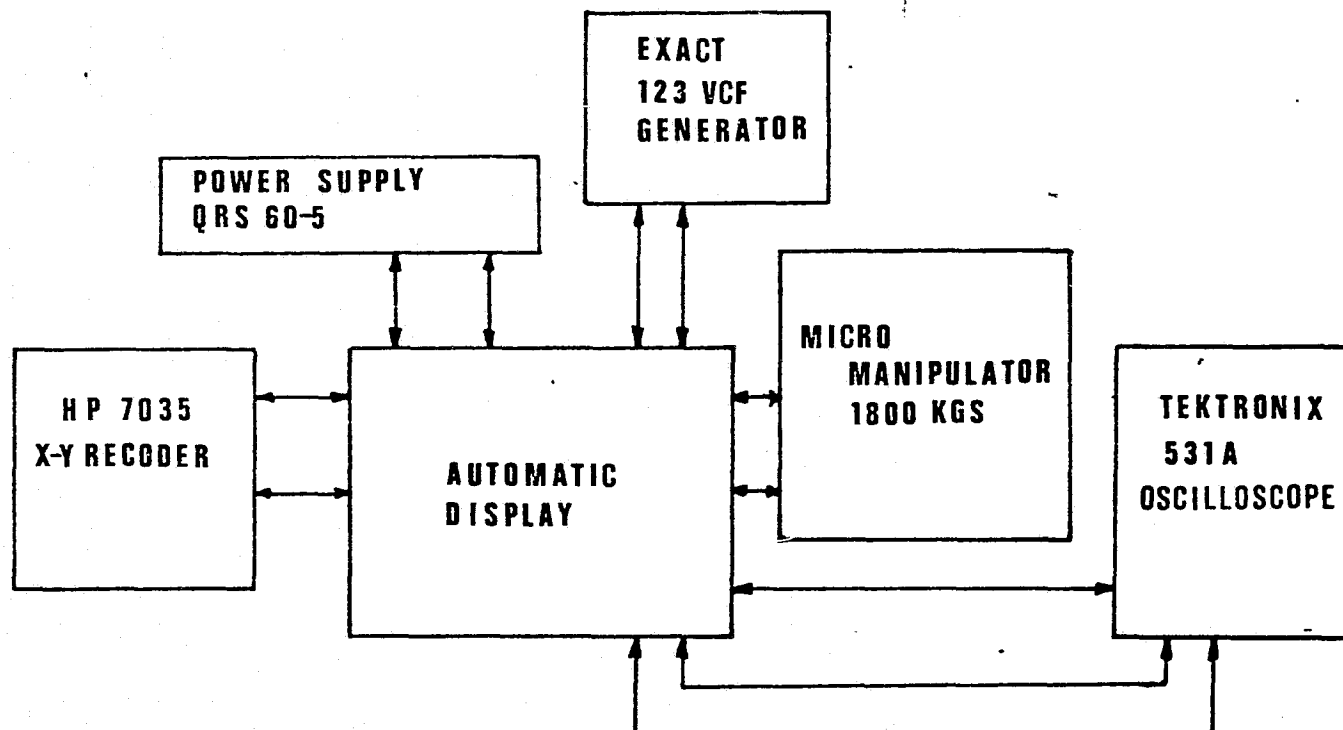 EXACT
123 VCF
GENERATOR
POWER SUPPLY
QRS 60-5
MICRO
MANIPULATOR
1800 KGS
HP 7035
X-Y RECODER
AUTOMATIC
DISPLAY
TEKTRONIX
531A
OSCILLOSCOPE